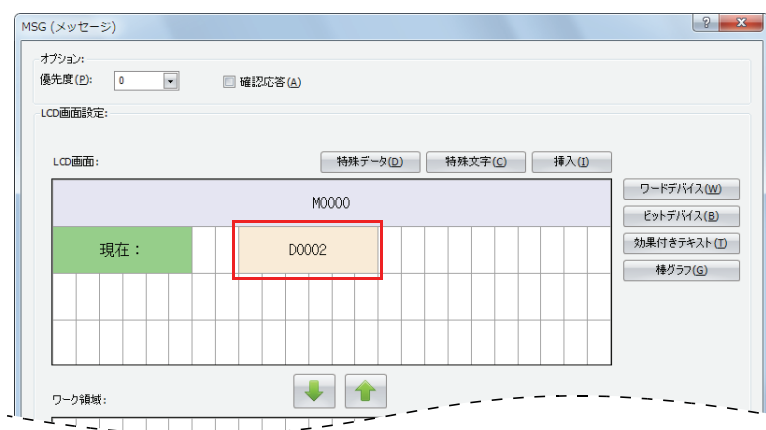 MSG (メッセージ)
オプション:
優先度(P): 0 確認応答(A)
LCD画面設定:
LCD画面: 特殊データ(D) 特殊文字(C) 挿入(I)
M0000 ワードデバイス(W)
ビットデバイス(B)
現在： D0002 効果付きテキスト(T)
棒グラフ(G)
ワーク領域: